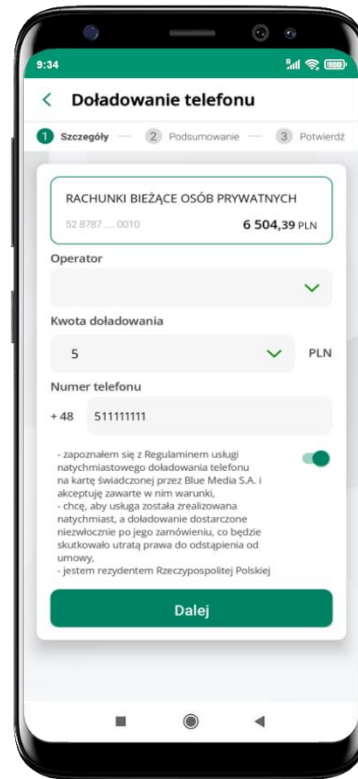 9:34
Doładowanie telefonu
1 Szczegóły 2 Podsumowanie 3 Potwierdź
RACHUNKI BIEŻĄCE OSÓB PRYWATNYCH
52 8787 ... 0010 6 504,39 PLN
Operator
Kwota doładowania
5 PLN
Numer telefonu
+ 48 511111111
- zapoznałem się z Regulaminem usługi
natychmiastowego doładowania telefonu
na kartę świadczonej przez Blue Media S.A. i
akceptuję zawarte w nim warunki,
- chcę, aby usługa została zrealizowana
natychmiast, a doładowanie dostarczone
niezwłocznie po jego zamówieniu, co będzie
skutkowało utratą prawa do odstąpienia od
umowy,
- jestem rezydentem Rzeczypospolitej Polskiej
Dalej